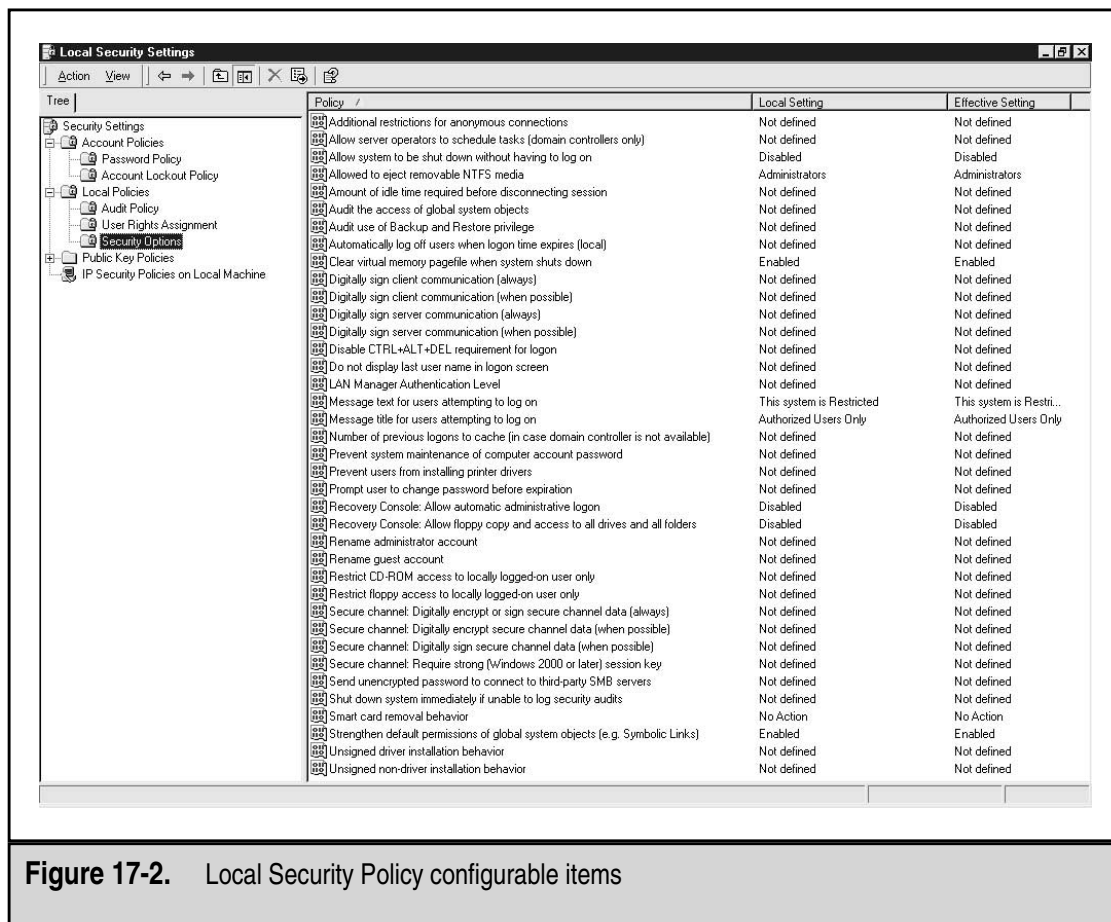 Local Security Settings
Action View
Tree
Policy / Local Setting Effective Setting
Security Settings
Account Policies
Password Policy
Account Lockout Policy
Local Policies
Audit Policy
User Rights Assignment
Security Options
Public Key Policies
IP Security Policies on Local Machine
Additional restrictions for anonymous connections Not defined Not defined
Allow server operators to schedule tasks (domain controllers only) Not defined Not defined
Allow system to be shut down without having to log on Disabled Disabled
Allowed to eject removable NTFS media Administrators Administrators
Amount of idle time required before disconnecting session Not defined Not defined
Audit the access of global system objects Not defined Not defined
Audit use of Backup and Restore privilege Not defined Not defined
Automatically log off users when logon time expires (local) Not defined Not defined
Clear virtual memory pagefile when system shuts down Enabled Enabled
Digitally sign client communication (always) Not defined Not defined
Digitally sign client communication (when possible) Not defined Not defined
Digitally sign server communication (always) Not defined Not defined
Digitally sign server communication (when possible) Not defined Not defined
Disable CTRL+ALT+DEL requirement for logon Not defined Not defined
Do not display last user name in logon screen Not defined Not defined
LAN Manager Authentication Level Not defined Not defined
Message text for users attempting to log on This system is Restricted This system is Restri...
Message title for users attempting to log on Authorized Users Only Authorized Users Only
Number of previous logons to cache (in case domain controller is not available) Not defined Not defined
Prevent system maintenance of computer account password Not defined Not defined
Prevent users from installing printer drivers Not defined Not defined
Prompt user to change password before expiration Not defined Not defined
Recovery Console: Allow automatic administrative logon Disabled Disabled
Recovery Console: Allow floppy copy and access to all drives and all folders Disabled Disabled
Rename administrator account Not defined Not defined
Rename guest account Not defined Not defined
Restrict CD-ROM access to locally logged-on user only Not defined Not defined
Restrict floppy access to locally logged-on user only Not defined Not defined
Secure channel: Digitally encrypt or sign secure channel data (always) Not defined Not defined
Secure channel: Digitally encrypt secure channel data (when possible) Not defined Not defined
Secure channel: Digitally sign secure channel data (when possible) Not defined Not defined
Secure channel: Require strong (Windows 2000 or later) session key Not defined Not defined
Send unencrypted password to connect to third-party SMB servers Not defined Not defined
Shut down system immediately if unable to log security audits Not defined Not defined
Smart card removal behavior No Action No Action
Strengthen default permissions of global system objects (e.g. Symbolic Links) Enabled Enabled
Unsigned driver installation behavior Not defined Not defined
Unsigned non-driver installation behavior Not defined Not defined
Figure 17-2. Local Security Policy configurable items